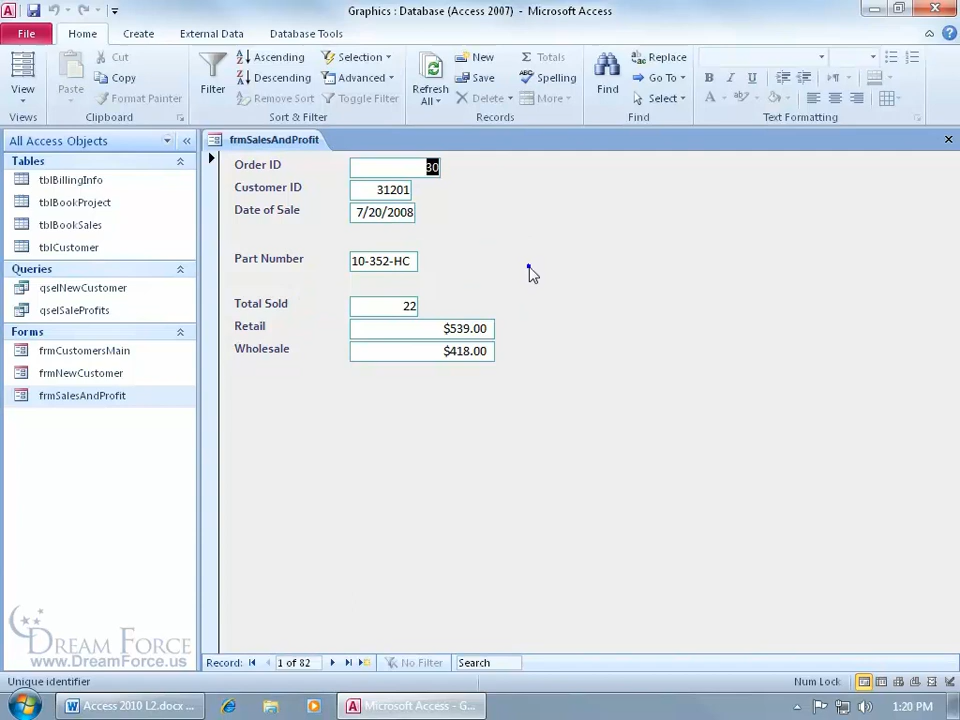 Graphics : Database (Access 2007) - Microsoft Access
File Home Create External Data Database Tools
View
Views
Paste
Cut
Copy
Format Painter
Clipboard
Filter
Ascending
Descending
Remove Sort
Selection
Advanced
Toggle Filter
Sort & Filter
Refresh
All
New
Save
Delete
Totals
Spelling
More
Records
Find
Replace
Go To
Select
Find
B I U
A ab
Text Formatting
All Access Objects
Tables
tblBillingInfo
tblBookProject
tblBookSales
tblCustomer
Queries
qselNewCustomer
qselSaleProfits
Forms
frmCustomersMain
frmNewCustomer
frmSalesAndProfit
DREAM FORCE
www.DreamForce.us
frmSalesAndProfit
Order ID 30
Customer ID 31201
Date of Sale 7/20/2008
Part Number 10-352-HC
Total Sold 22
Retail $539.00
Wholesale $418.00
Record: 1 of 82 No Filter Search
Unique identifier Num Lock
Access 2010 L2.docx ... Microsoft Access - G... 1:20 PM